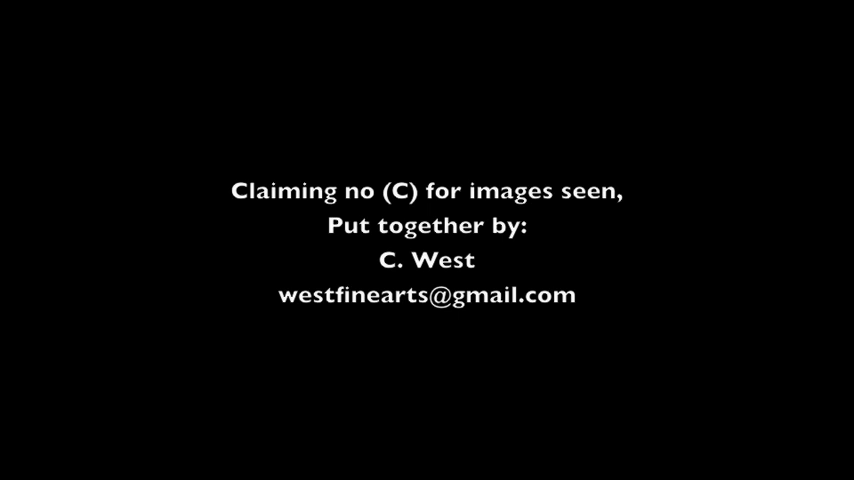 Claiming no (C) for images seen,
Put together by:
C. West
westfinearts@gmail.com